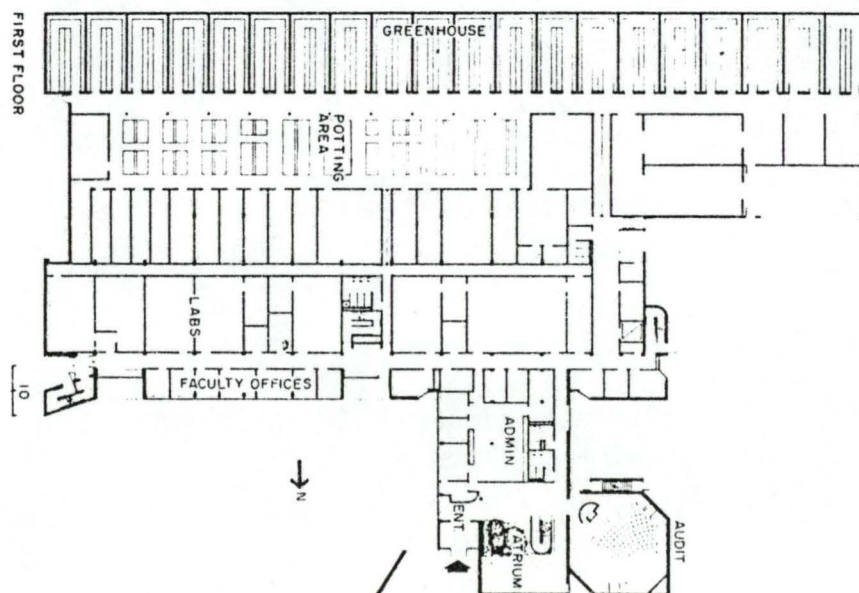 FIRST FLOOR
GREENHOUSE
POTTING
AREA
LABS
FACULTY OFFICES
10
N
ADMIN
ENT.
ATRIUM
AUDIT